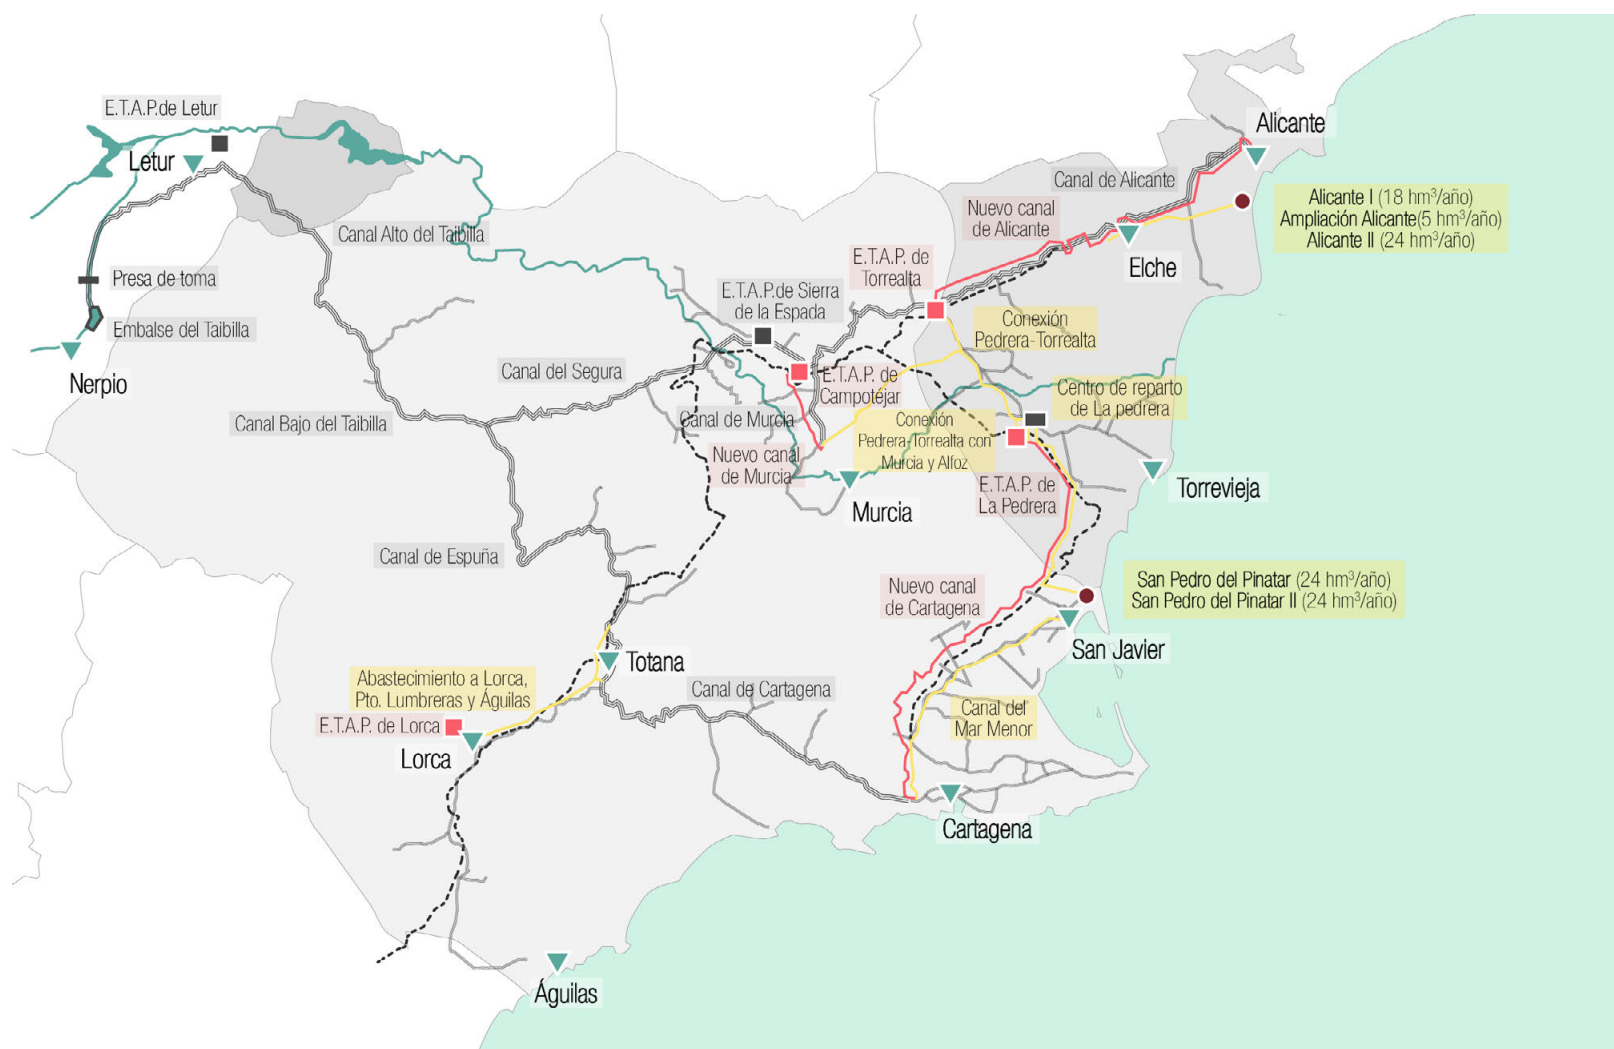 E.T.A.P.de Letur
Letur
Alicante
Canal de Alicante
Alicante I (18 hm³/año)
Ampliación Alicante(5 hm³/año)
Alicante II (24 hm³/año)
Nuevo canal
de Alicante
Canal Alto del Taibilla
E.T.A.P. de
Torrealta
Elche
Presa de toma
E.T.A.P.de Sierra
de la Espada
Embalse del Taibilla
Conexión
Pedrera-Torrealta
Nerpio
Canal del Segura
E.T.A.P. de
Campotéjar
Centro de reparto
de La pedrera
Canal Bajo del Taibilla
Canal de Murcia
Conexión
Pedrera-Torrealta con
Murcia y Alfoz
Nuevo canal
de Murcia
E.T.A.P. de
La Pedrera
Torrevieja
Murcia
Canal de Espuña
Nuevo canal
de Cartagena
San Pedro del Pinatar (24 hm³/año)
San Pedro del Pinatar II (24 hm³/año)
San Javier
Totana
Abastecimiento a Lorca,
Pto. Lumbreras y Águilas
Canal de Cartagena
E.T.A.P. de Lorca
Canal del
Mar Menor
Lorca
Cartagena
Águilas